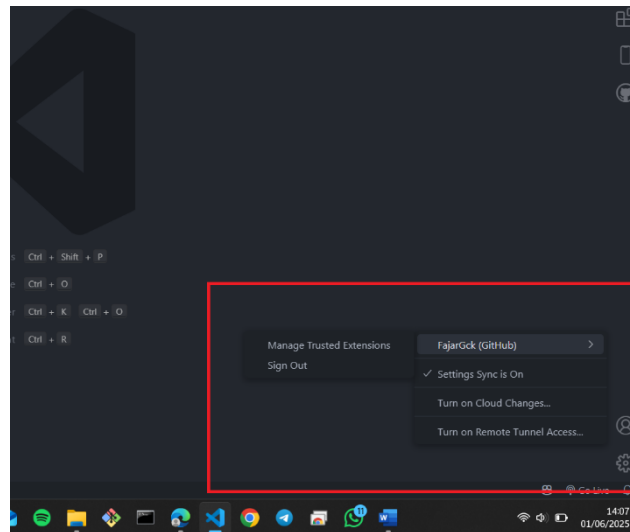 Ctrl + Shift + P
Ctrl + O
Ctrl + K Ctrl + O
Ctrl + R
Manage Trusted Extensions
Sign Out
FajarGck (GitHub)
Settings Sync is On
Turn on Cloud Changes...
Turn on Remote Tunnel Access...
Go Live
14:07
01/06/2025